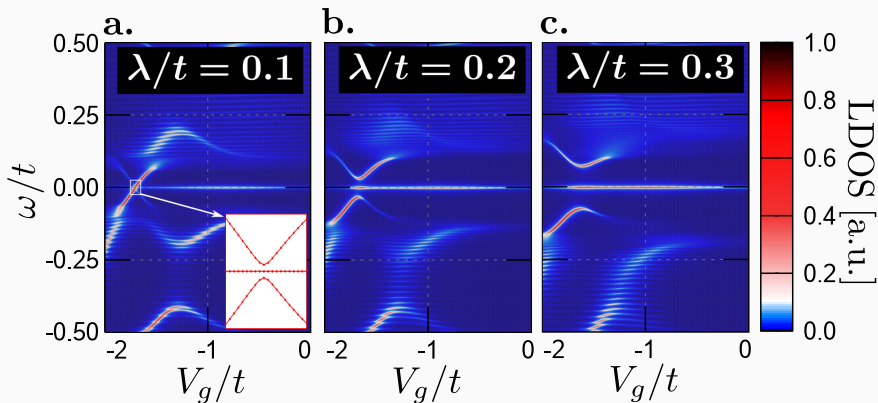 a.
λ/t = 0.1
b.
λ/t = 0.2
c.
λ/t = 0.3
ω/t
0.50
0.25
0.00
-0.25
-0.50
-2
-1
0
V_g/t
-2
-1
0
V_g/t
-2
-1
0
V_g/t
1.0
0.8
0.6
0.4
0.2
0.0
LDOS [a.u.]